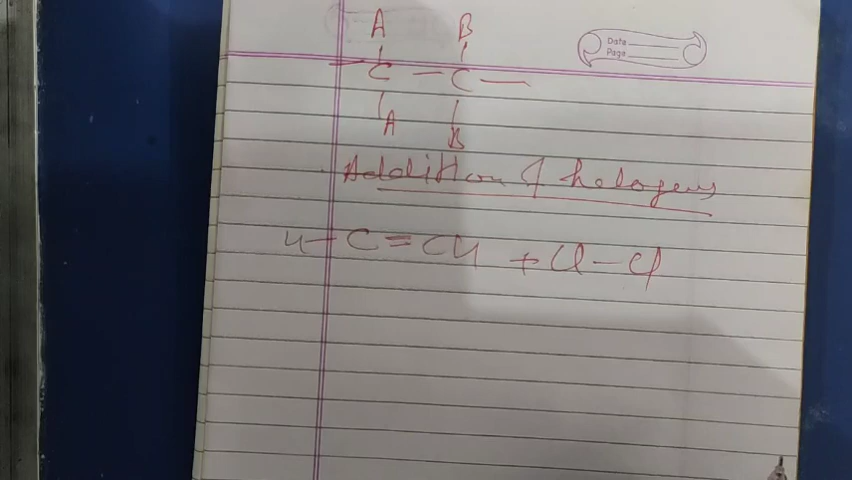 A B
Date
Page
— C — C —
A B
Addition of halogens
H — C = CH + Cl — Cl